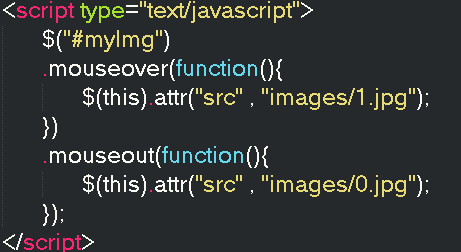 <script type="text/javascript">
$("#myImg")
.mouseover(function(){
$(this).attr("src" , "images/1.jpg");
})
.mouseout(function(){
$(this).attr("src" , "images/0.jpg");
});
</script>